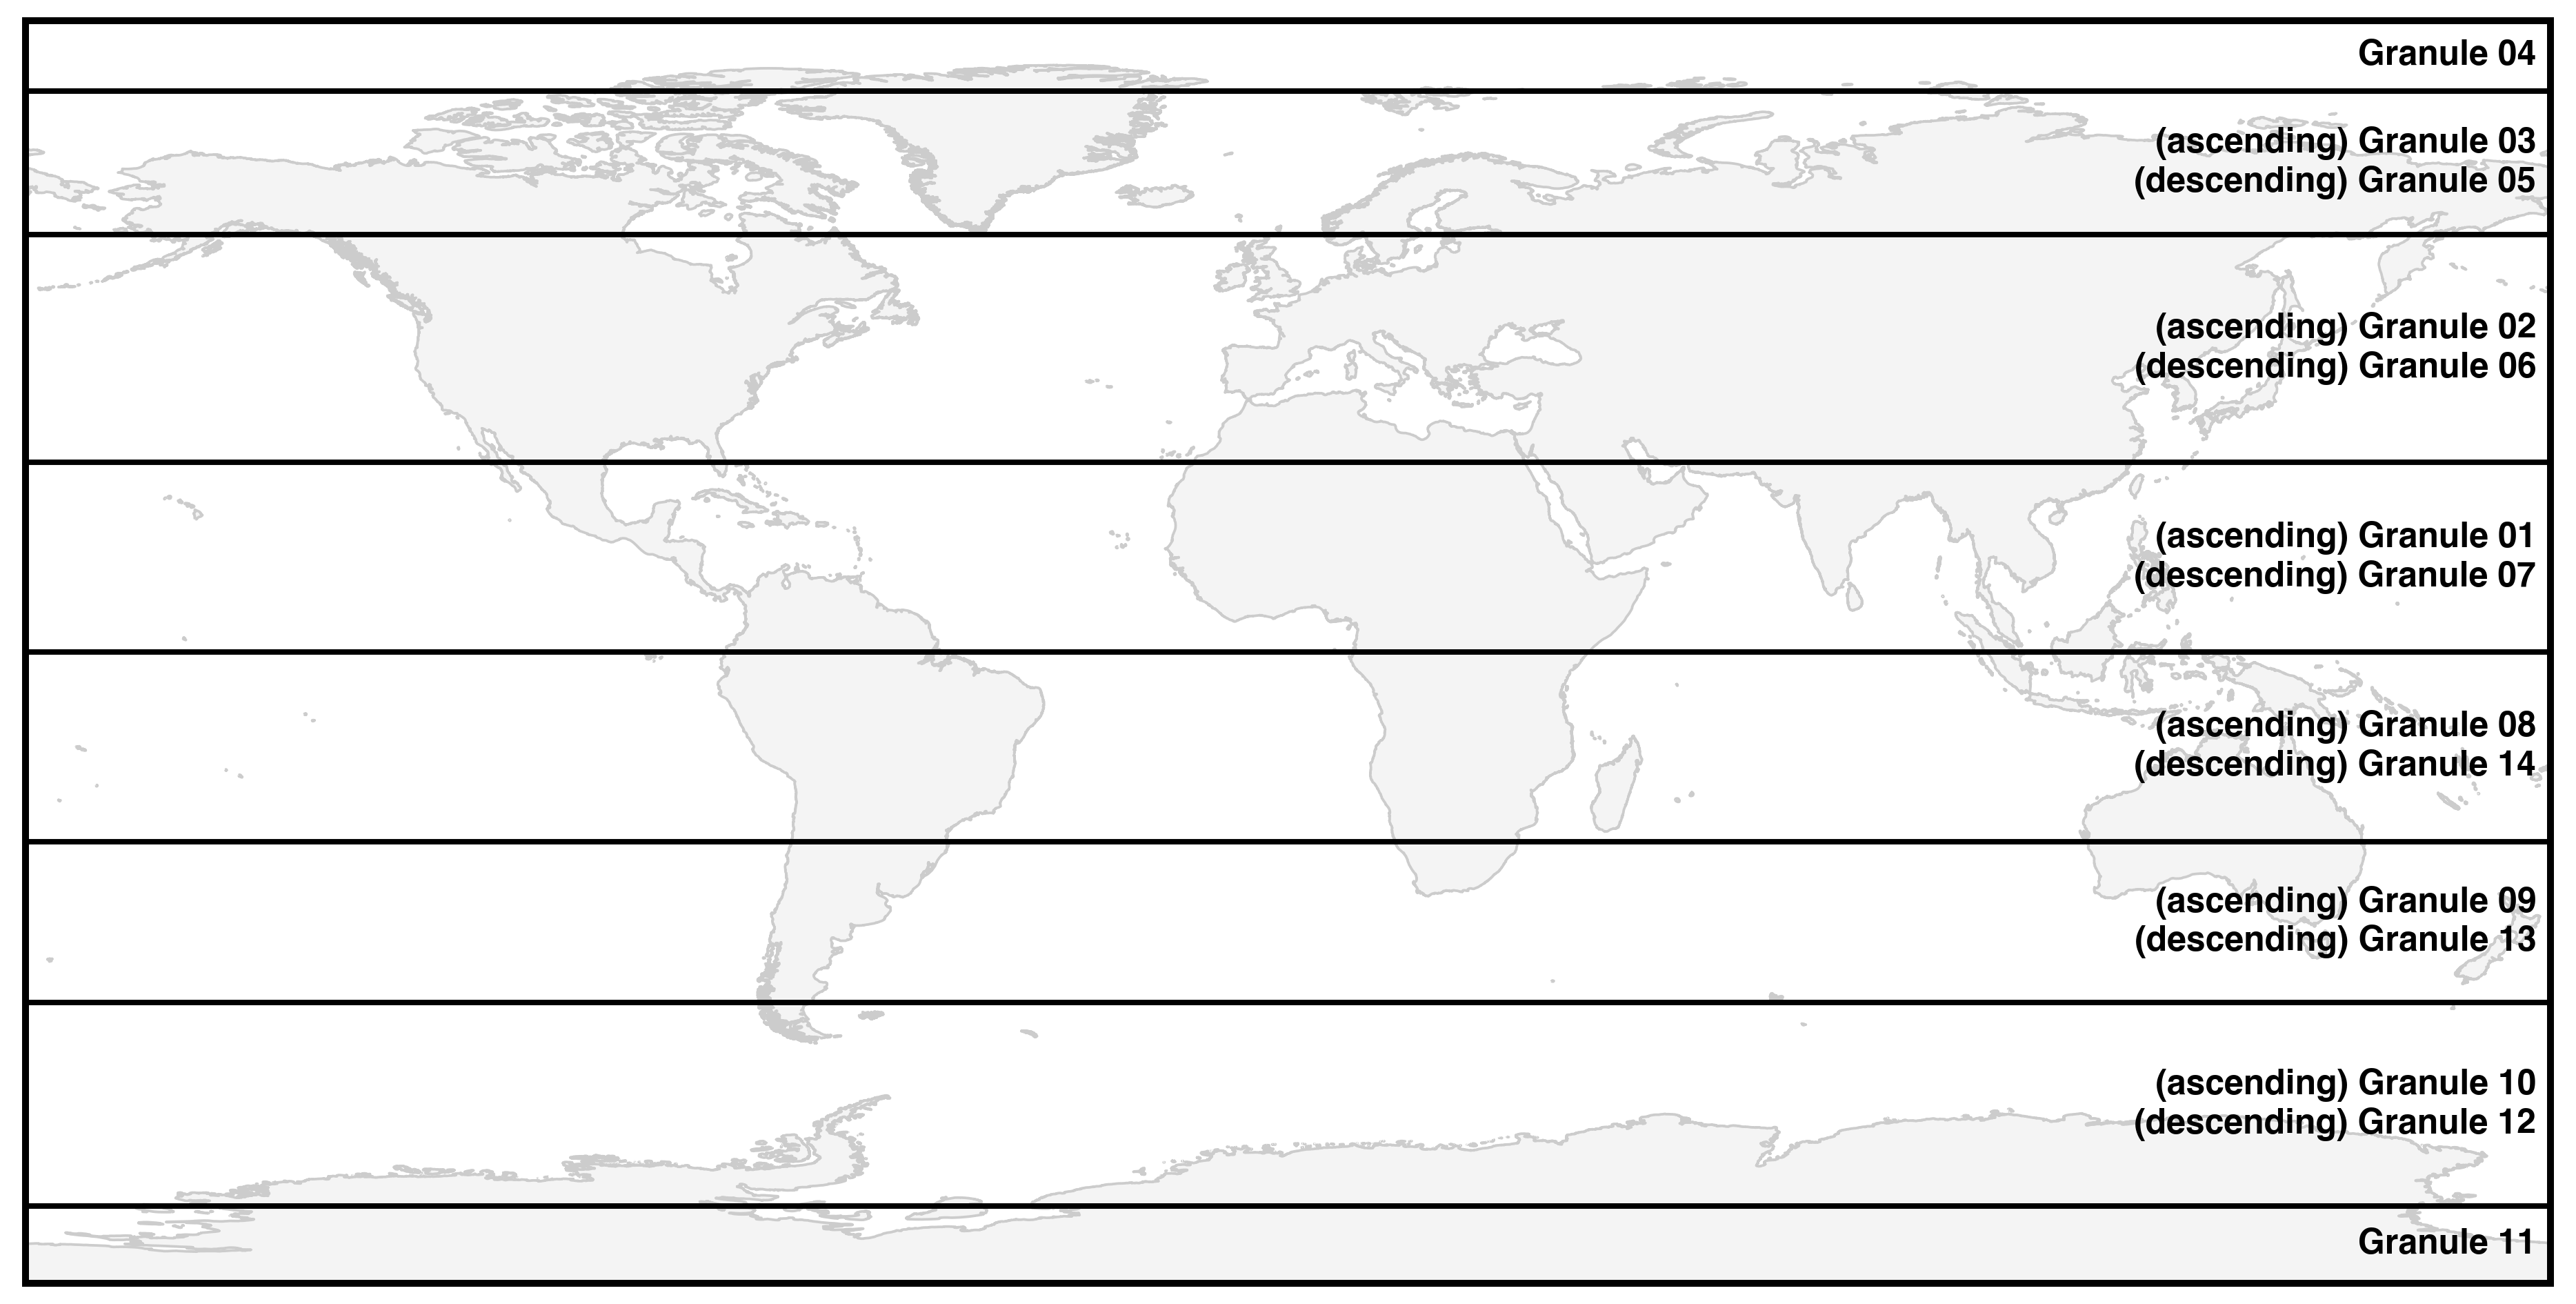 Granule 04
(ascending) Granule 03
(descending) Granule 05
(ascending) Granule 02
(descending) Granule 06
(ascending) Granule 01
(descending) Granule 07
(ascending) Granule 08
(descending) Granule 14
(ascending) Granule 09
(descending) Granule 13
(ascending) Granule 10
(descending) Granule 12
Granule 11